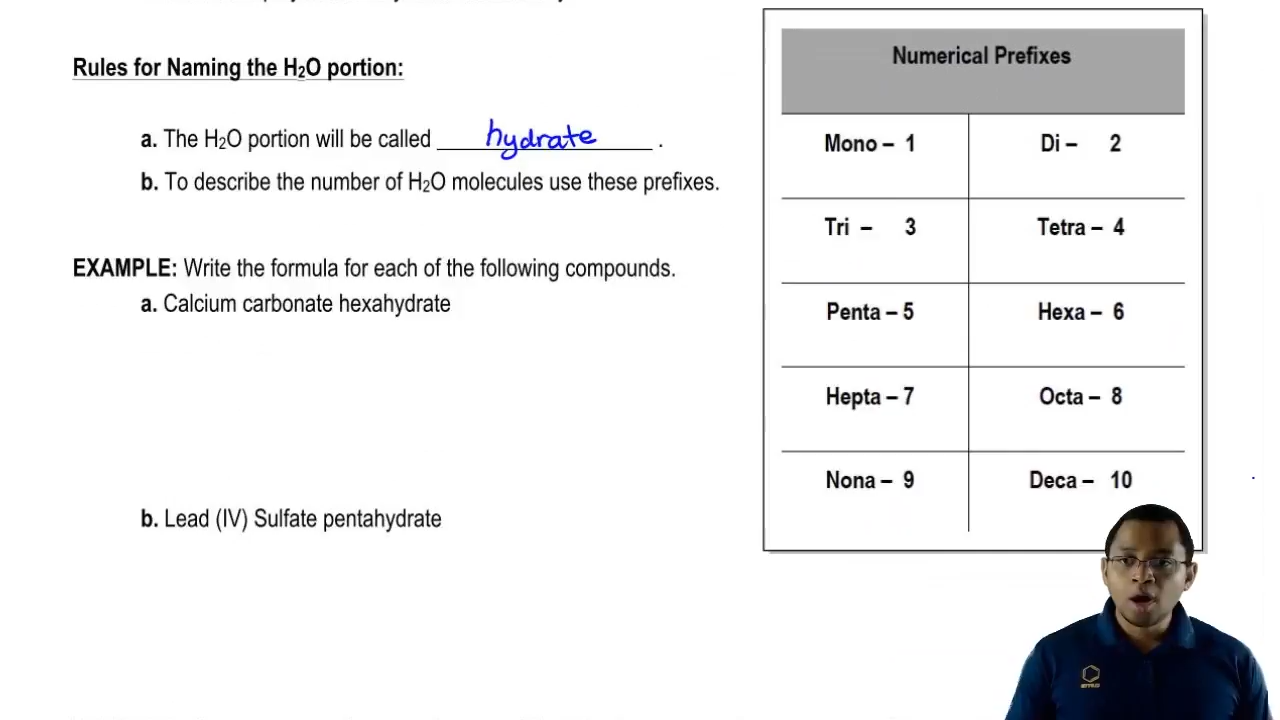 Rules for Naming the H₂O portion:
a. The H₂O portion will be called hydrate .
b. To describe the number of H₂O molecules use these prefixes.
EXAMPLE: Write the formula for each of the following compounds.
a. Calcium carbonate hexahydrate
b. Lead (IV) Sulfate pentahydrate
Numerical Prefixes
Mono – 1 Di – 2
Tri – 3 Tetra – 4
Penta – 5 Hexa – 6
Hepta – 7 Octa – 8
Nona – 9 Deca – 10